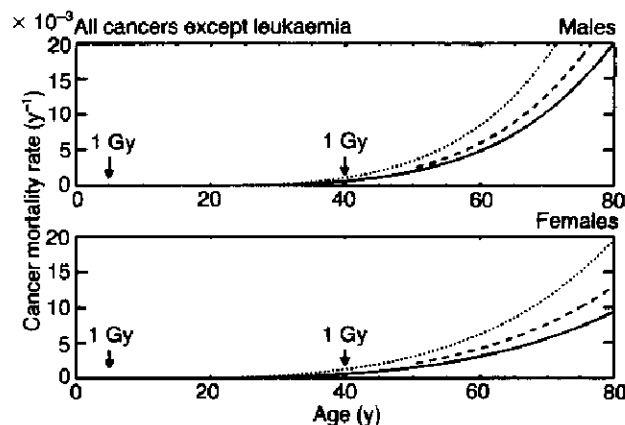 × 10⁻³ All cancers except leukaemia Males
20
15
10
5
0
1 Gy 1 Gy
0 20 40 60 80
Females
20
15
10
5
0
1 Gy 1 Gy
0 20 40 60 80
Age (y)
Cancer mortality rate (y⁻¹)